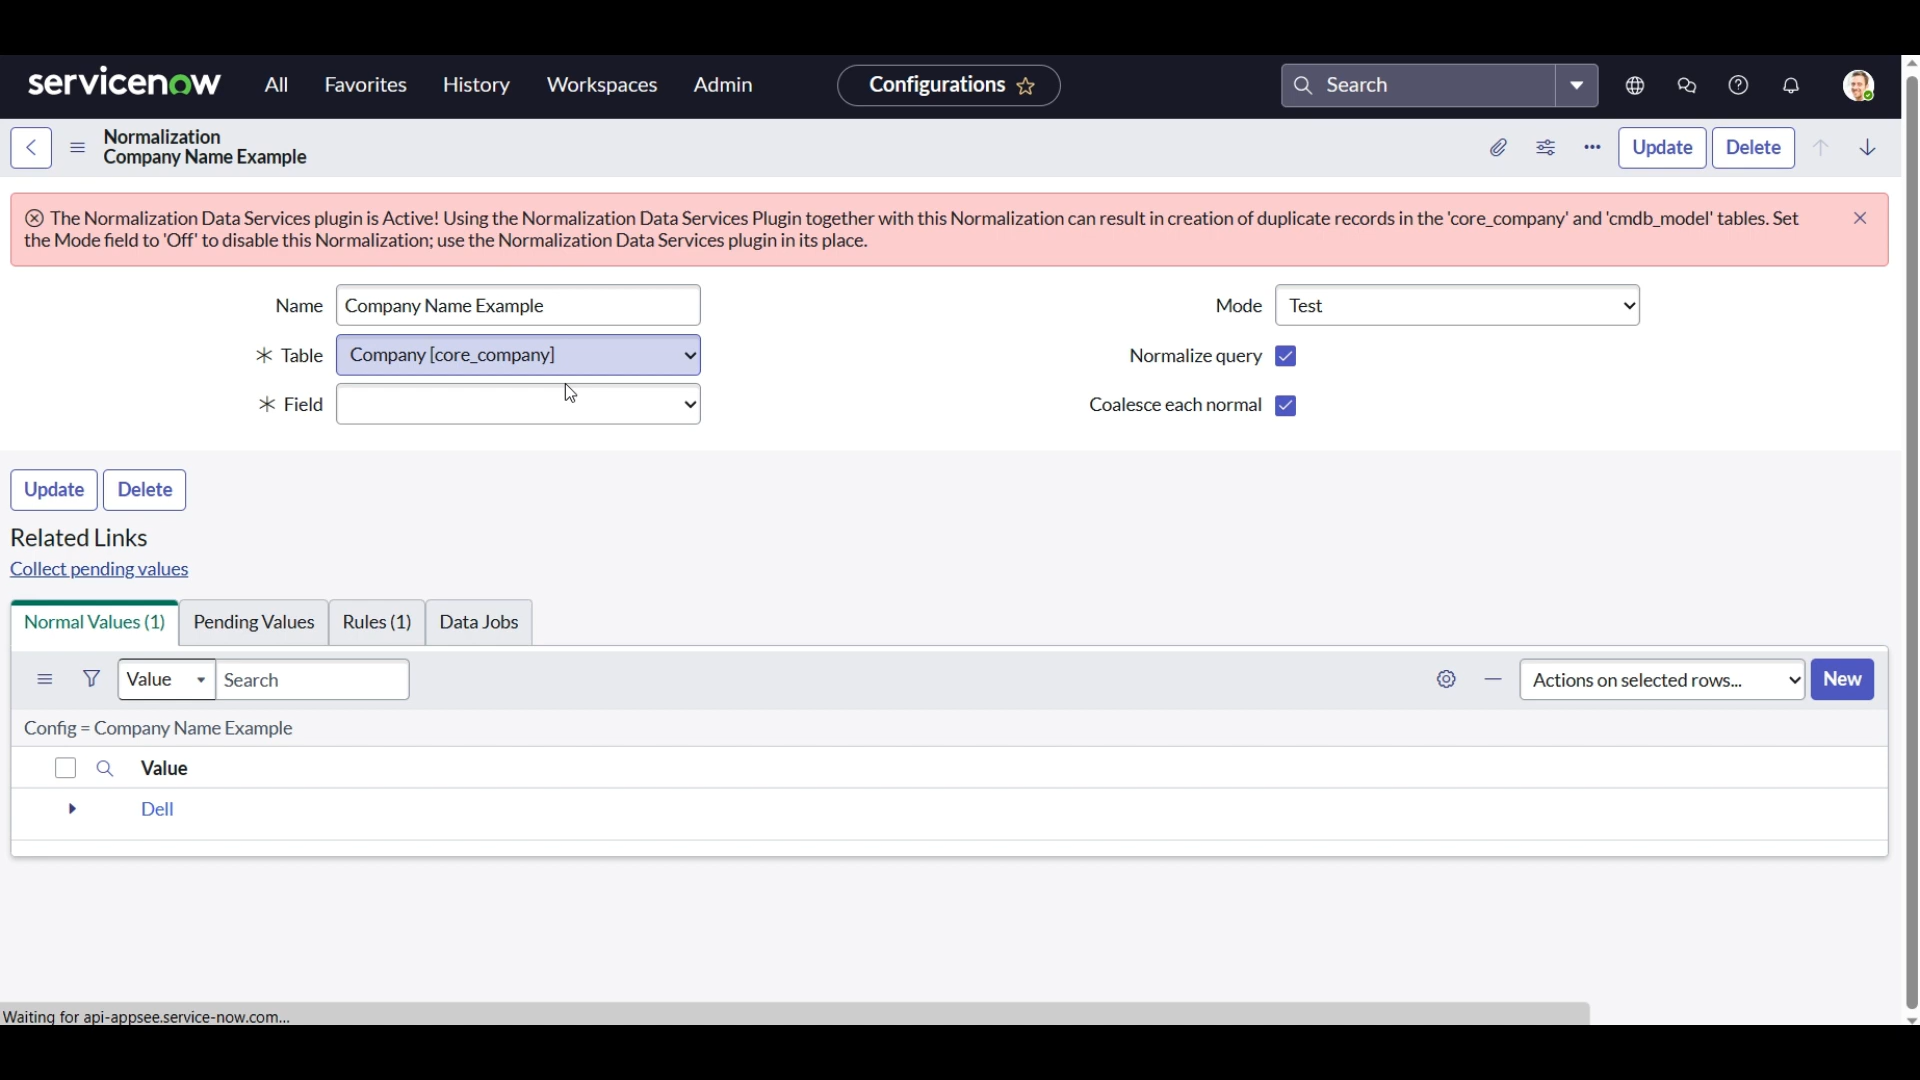 servicenow All Favorites History Workspaces Admin Configurations Search
Normalization
Company Name Example
Update Delete
The Normalization Data Services plugin is Active! Using the Normalization Data Services Plugin together with this Normalization can result in creation of duplicate records in the 'core_company' and 'cmdb_model' tables. Set
the Mode field to 'Off' to disable this Normalization; use the Normalization Data Services plugin in its place.
Name Company Name Example Mode Test
* Table Company [core_company] Normalize query
* Field Coalesce each normal
Update Delete
Related Links
Collect pending values
Normal Values (1) Pending Values Rules (1) Data Jobs
Value Search Actions on selected rows... New
Config = Company Name Example
Value
Dell
Waiting for api-appsee.service-now.com...